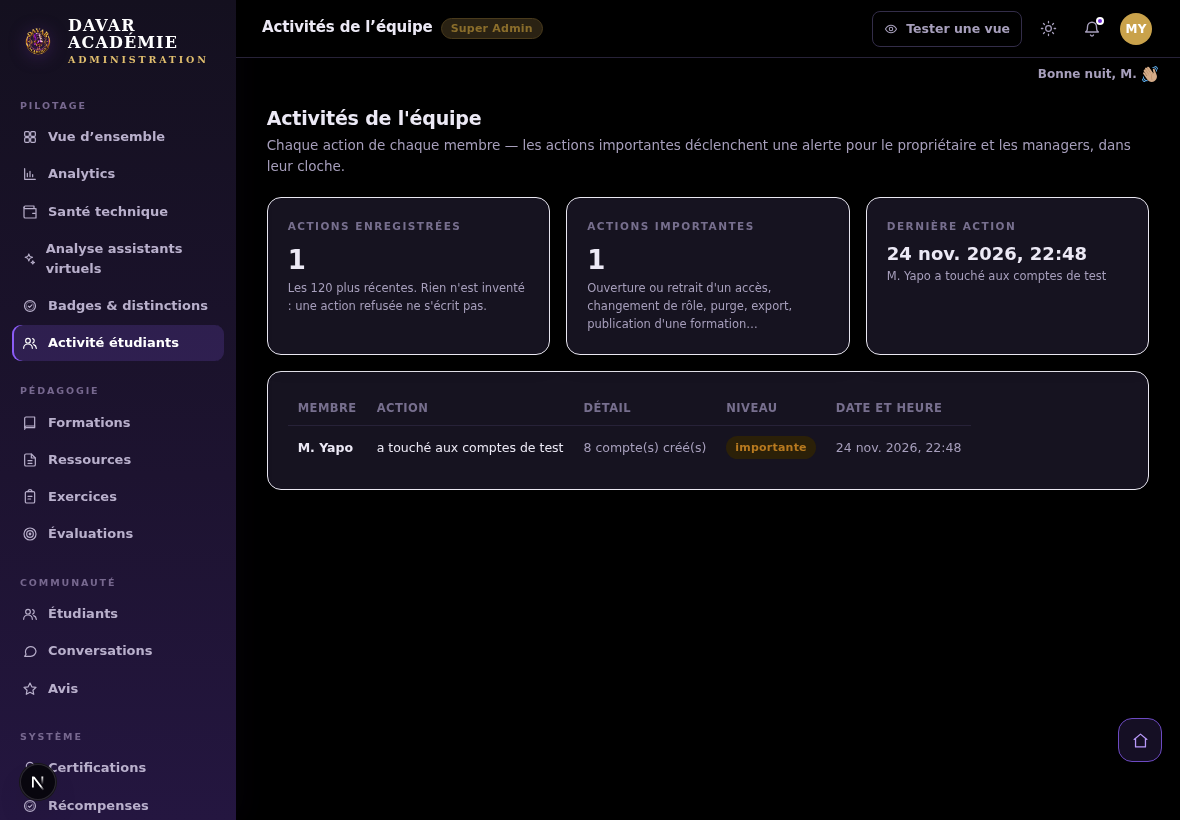 DAVAR
ACADÉMIE
ADMINISTRATION
PILOTAGE
Vue d’ensemble
Analytics
Santé technique
Analyse assistants
virtuels
Badges & distinctions
Activité étudiants
PÉDAGOGIE
Formations
Ressources
Exercices
Évaluations
COMMUNAUTÉ
Étudiants
Conversations
Avis
SYSTÈME
Certifications
Récompenses
N
Activités de l’équipe
Super Admin
Tester une vue
MY
Bonne nuit, M. 👋🏽
Activités de l'équipe
Chaque action de chaque membre — les actions importantes déclenchent une alerte pour le propriétaire et les managers, dans
leur cloche.
ACTIONS ENREGISTRÉES
1
Les 120 plus récentes. Rien n'est inventé
: une action refusée ne s'écrit pas.
ACTIONS IMPORTANTES
1
Ouverture ou retrait d'un accès,
changement de rôle, purge, export,
publication d'une formation…
DERNIÈRE ACTION
24 nov. 2026, 22:48
M. Yapo a touché aux comptes de test
MEMBRE ACTION DÉTAIL NIVEAU DATE ET HEURE
M. Yapo a touché aux comptes de test 8 compte(s) créé(s) importante 24 nov. 2026, 22:48